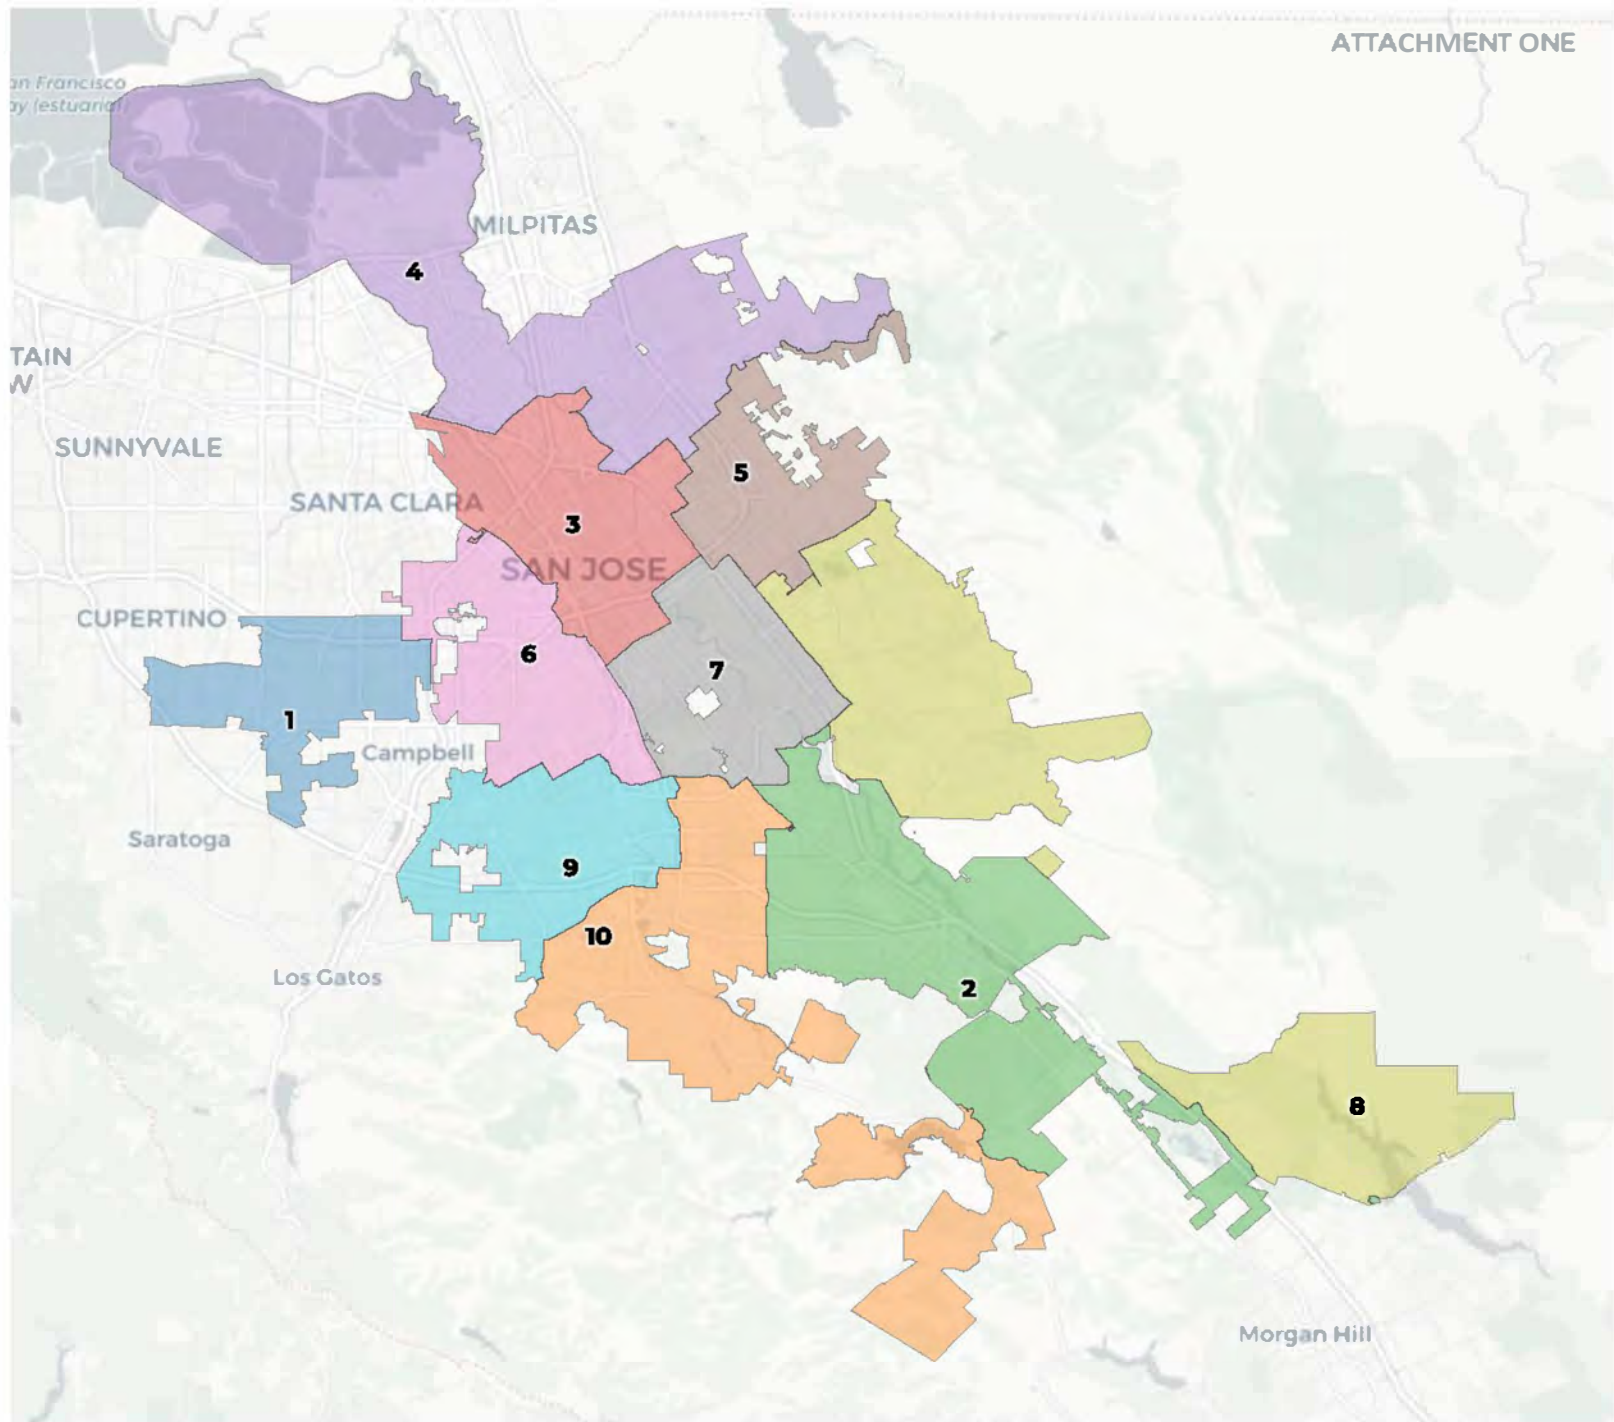 ATTACHMENT ONE
an Francisco
ay (estuarial)
MILPITAS
4
TAIN
W
SUNNYVALE
5
SANTA CLARA
3
SAN JOSE
CUPERTINO
6
7
1
Campbell
Saratoga
9
10
Los Gatos
2
8
Morgan Hill